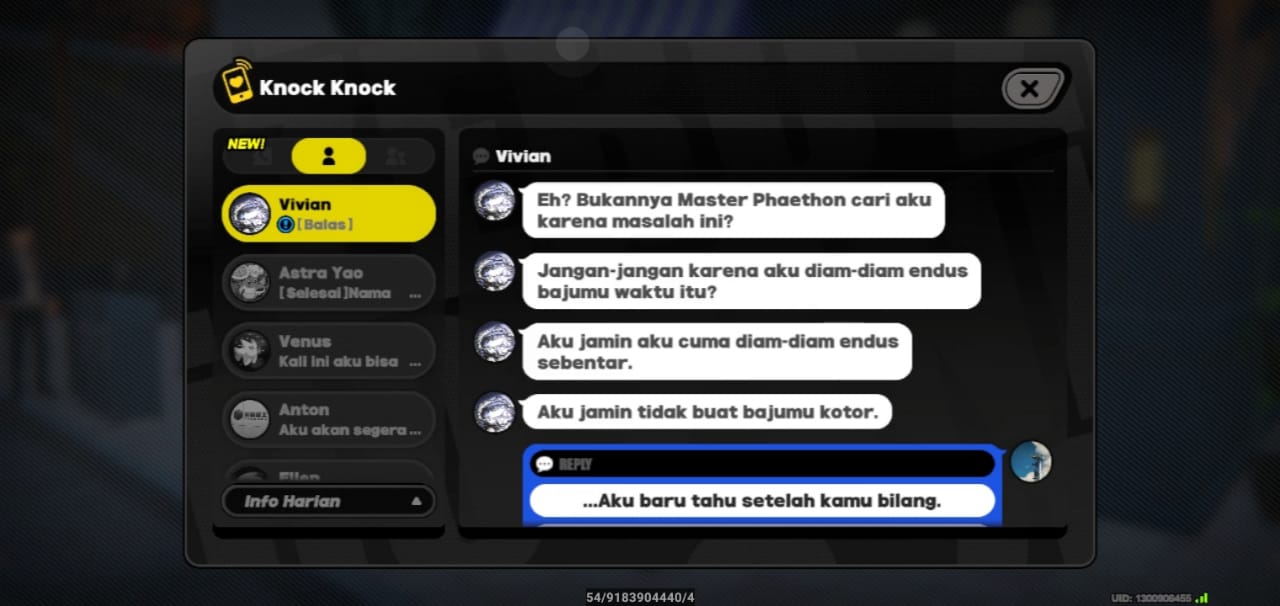 Knock Knock
NEW!
Vivian
[Balas]
Astra Yao
[Selesai]Nama ...
Venus
Kali ini aku bisa ...
Anton
Aku akan segera ...
Ellen
Info Harian
Vivian
Eh? Bukannya Master Phaethon cari aku
karena masalah ini?
Jangan-jangan karena aku diam-diam endus
bajumu waktu itu?
Aku jamin aku cuma diam-diam endus
sebentar.
Aku jamin tidak buat bajumu kotor.
REPLY
...Aku baru tahu setelah kamu bilang.
54/9183904440/4
UID: 1300906455